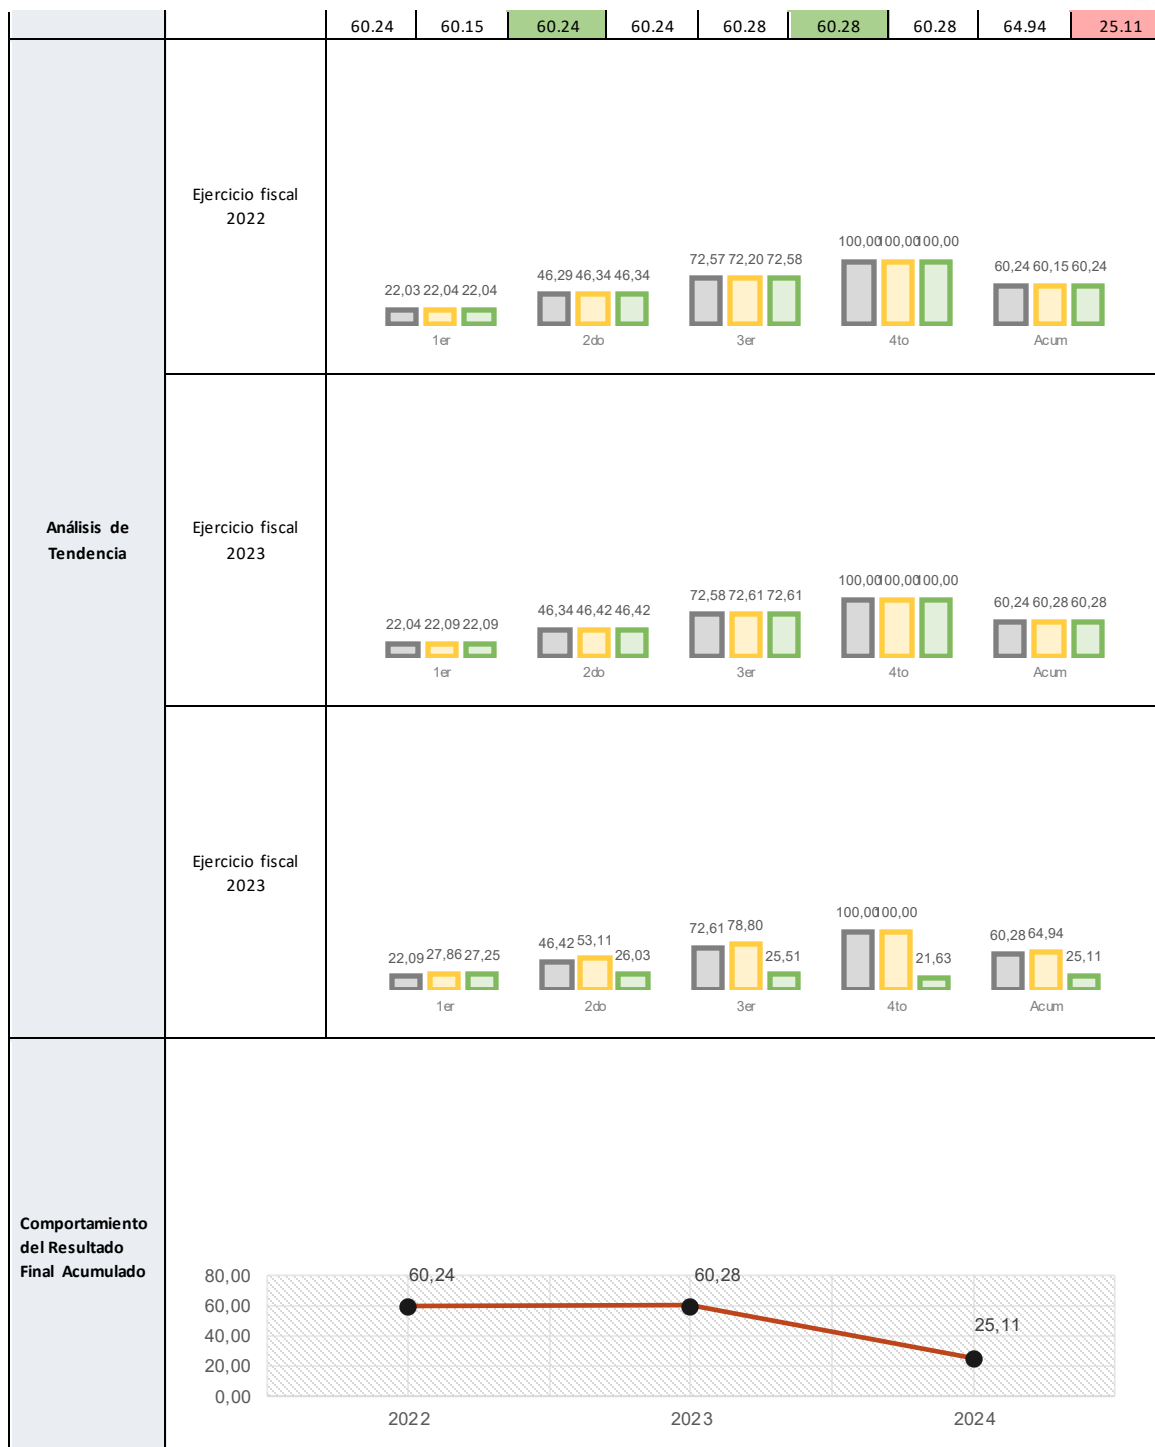 60.24 60.15 60.24 60.24 60.28 60.28 60.28 64.94 25.11
Análisis de
Tendencia
Ejercicio fiscal
2022
22,03 22,04 22,04
46,29 46,34 46,34
72,57 72,20 72,58
100,00 100,00 100,00
60,24 60,15 60,24
1er 2do 3er 4to Acum
Ejercicio fiscal
2023
22,04 22,09 22,09
46,34 46,42 46,42
72,58 72,61 72,61
100,00 100,00 100,00
60,24 60,28 60,28
1er 2do 3er 4to Acum
Ejercicio fiscal
2023
22,09 27,86 27,25
46,42 53,11 26,03
72,61 78,80 25,51
100,00 100,00 21,63
60,28 64,94 25,11
1er 2do 3er 4to Acum
Comportamiento
del Resultado
Final Acumulado
80,00
60,00
40,00
20,00
0,00
60,24 60,28 25,11
2022 2023 2024